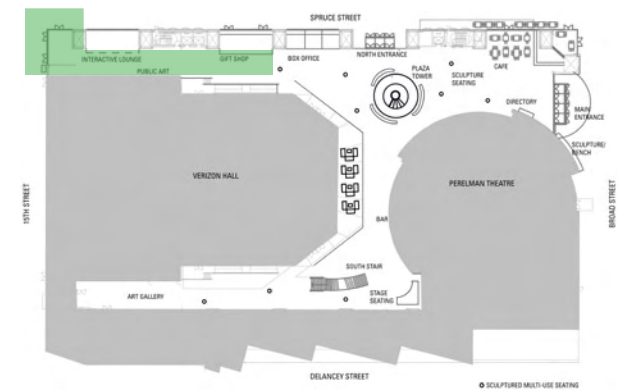 SPRUCE STREET
INTERACTIVE LOUNGE
GIFT SHOP
BOX OFFICE
NORTH ENTRANCE
PUBLIC ART
PLAZA
TOWER
SCULPTURE
SEATING
CAFE
DIRECTORY
MAIN
ENTRANCE
SCULPTURE/
BENCH
15TH STREET
VERIZON HALL
PERELMAN THEATRE
BROAD STREET
BAR
SOUTH STAIR
ART GALLERY
STAGE
SEATING
DELANCEY STREET
SCULPTURED MULTI-USE SEATING